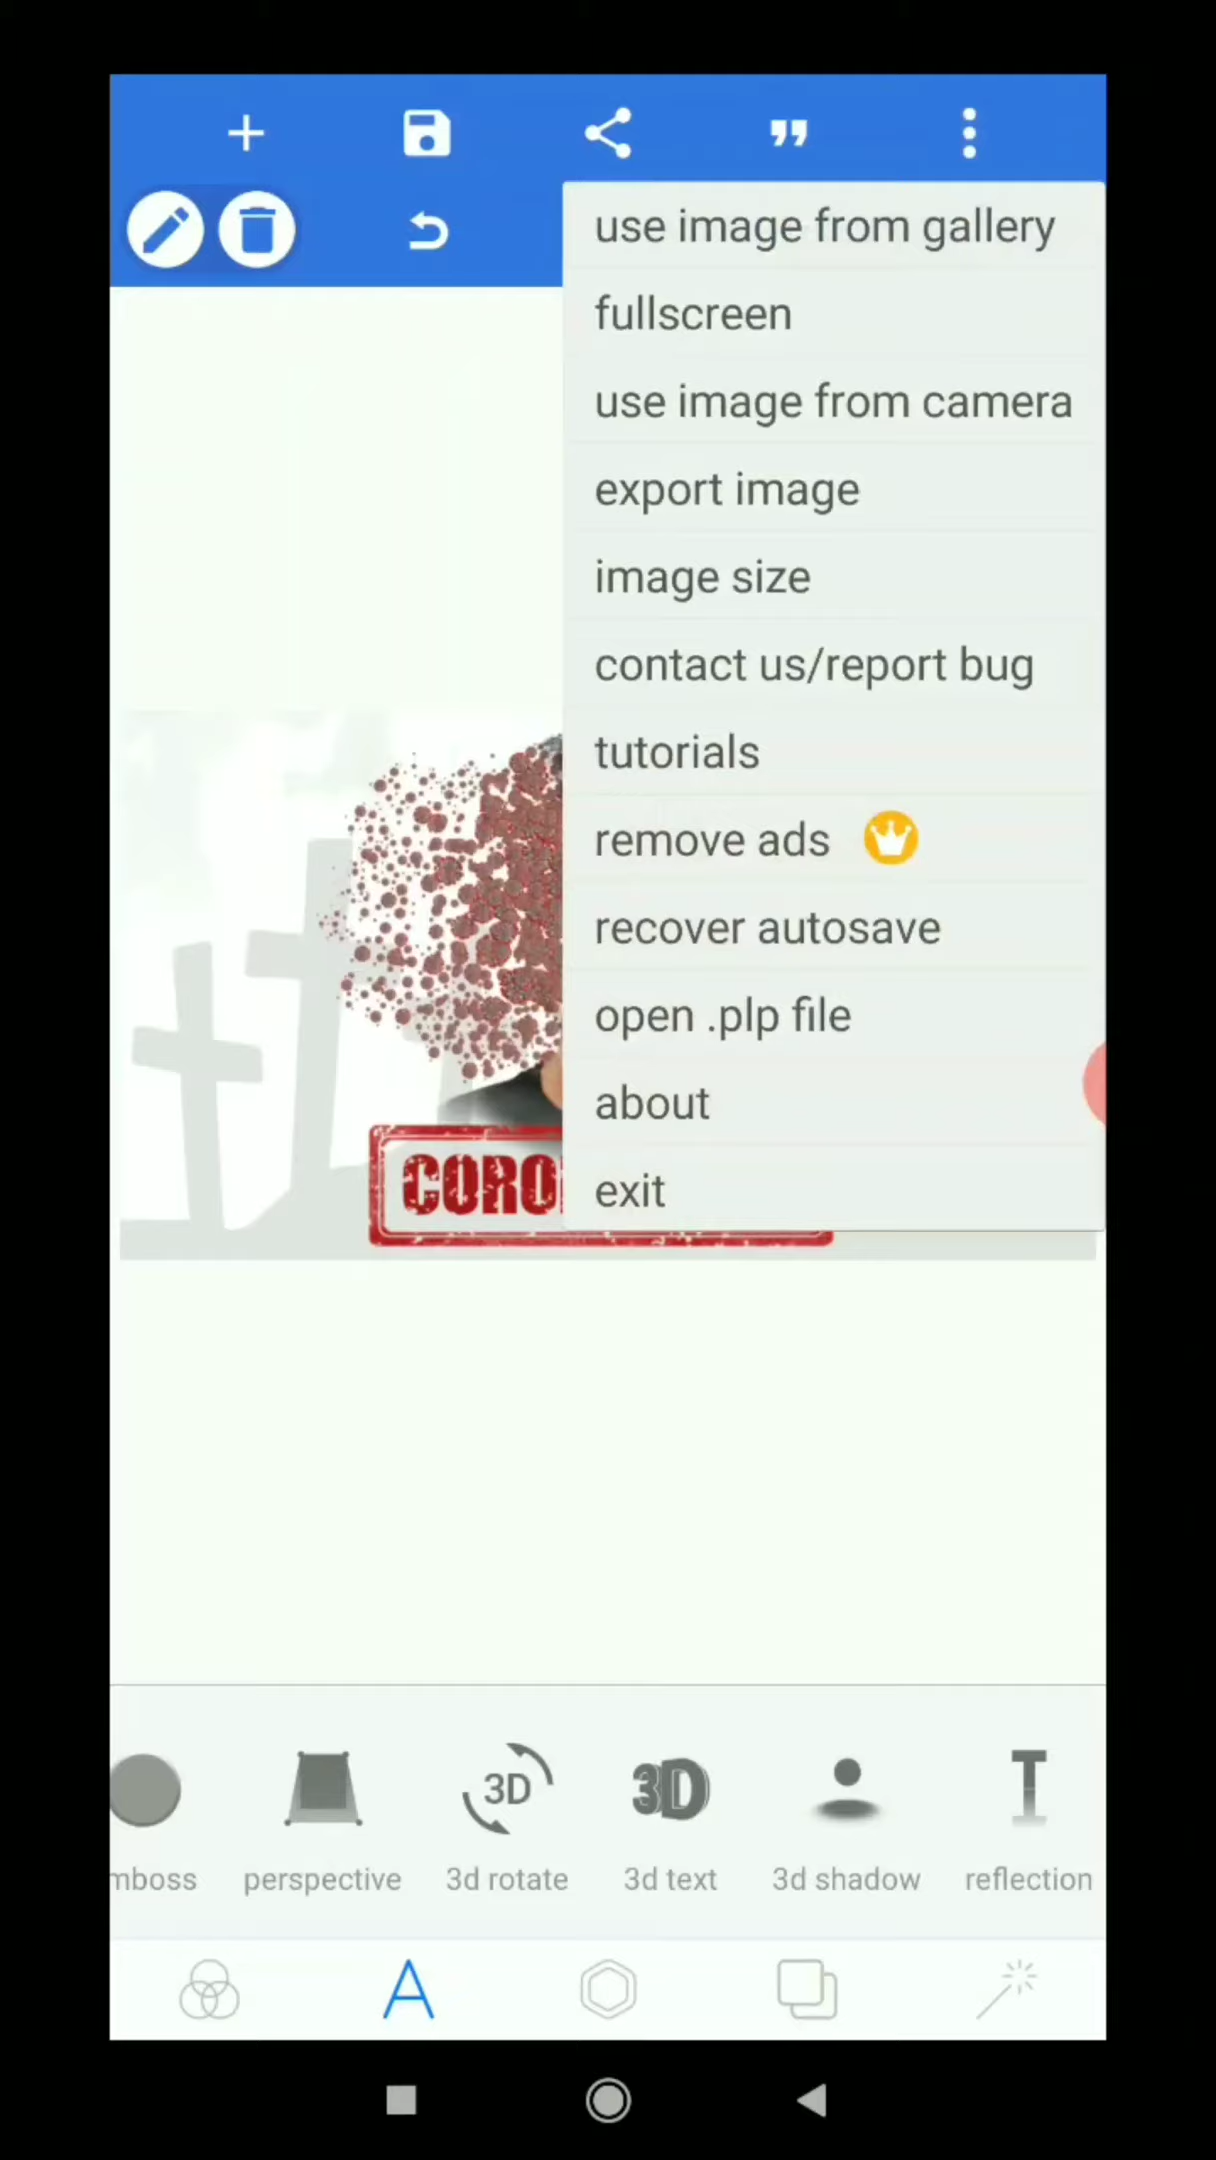 use image from gallery
fullscreen
use image from camera
export image
image size
contact us/report bug
tutorials
remove ads
recover autosave
open .plp file
about
exit
CORO
mboss
perspective
3D
3d rotate
3D
3d text
3d shadow
T
reflection
A